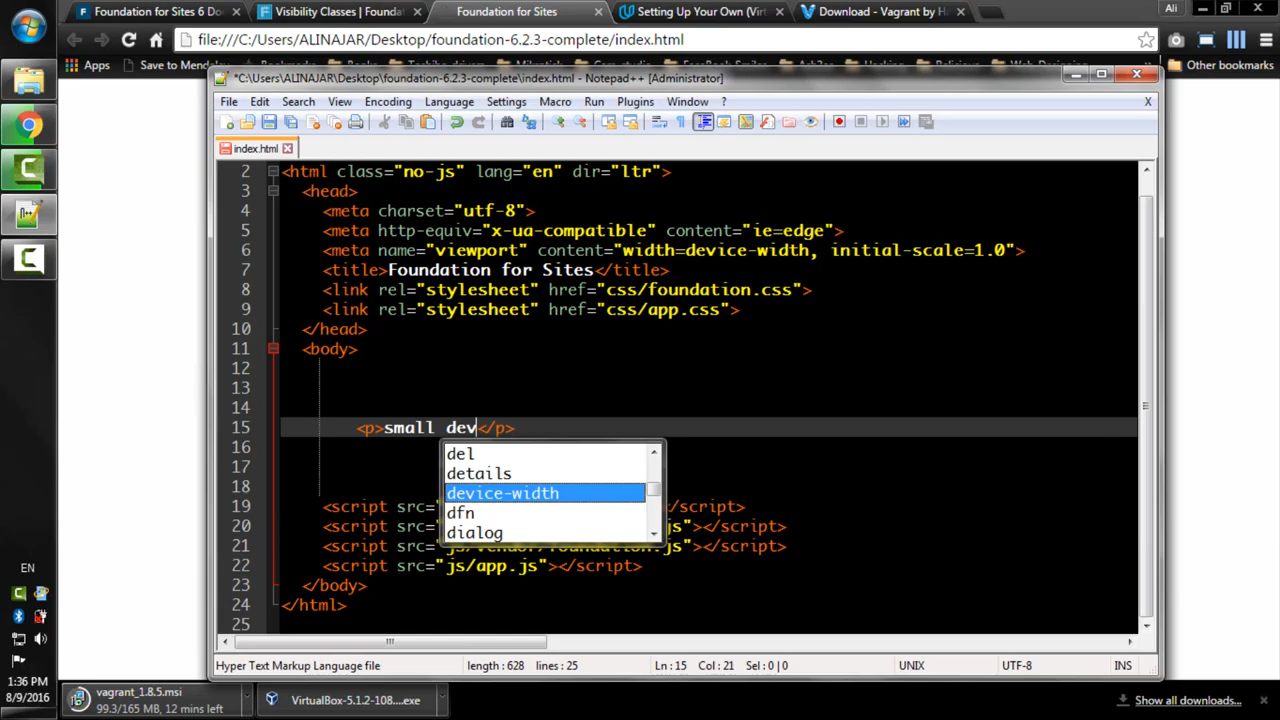 Foundation for Sites 6 Do
Visibility Classes | Foundati
Foundation for Sites
Setting Up Your Own (Virt
Download - Vagrant by H
Ali
file:///C:/Users/ALINAJAR/Desktop/foundation-6.2.3-complete/index.html
Apps
Save to Mendele
Other bookmarks
*C:\Users\ALINAJAR\Desktop\foundation-6.2.3-complete\index.html - Notepad++ [Administrator]
File Edit Search View Encoding Language Settings Macro Run Plugins Window ? X
index.html
2 <html class="no-js" lang="en" dir="ltr">
3 <head>
4 <meta charset="utf-8">
5 <meta http-equiv="x-ua-compatible" content="ie=edge">
6 <meta name="viewport" content="width=device-width, initial-scale=1.0">
7 <title>Foundation for Sites</title>
8 <link rel="stylesheet" href="css/foundation.css">
9 <link rel="stylesheet" href="css/app.css">
10 </head>
11 <body>
12
13
14
15 <p>small dev</p>
16
17
18
del
details
device-width
dfn
dialog
19 <script src= ></script>
20 <script src= js"></script>
21 <script src="js/vendor/foundation.js"></script>
22 <script src="js/app.js"></script>
23 </body>
24 </html>
25
Hyper Text Markup Language file length : 628 lines : 25 Ln : 15 Col : 21 Sel : 0 | 0 UNIX UTF-8 INS
EN
1:36 PM
8/9/2016
vagrant_1.8.5.msi
99.3/165 MB, 12 mins left
VirtualBox-5.1.2-108....exe
Show all downloads...